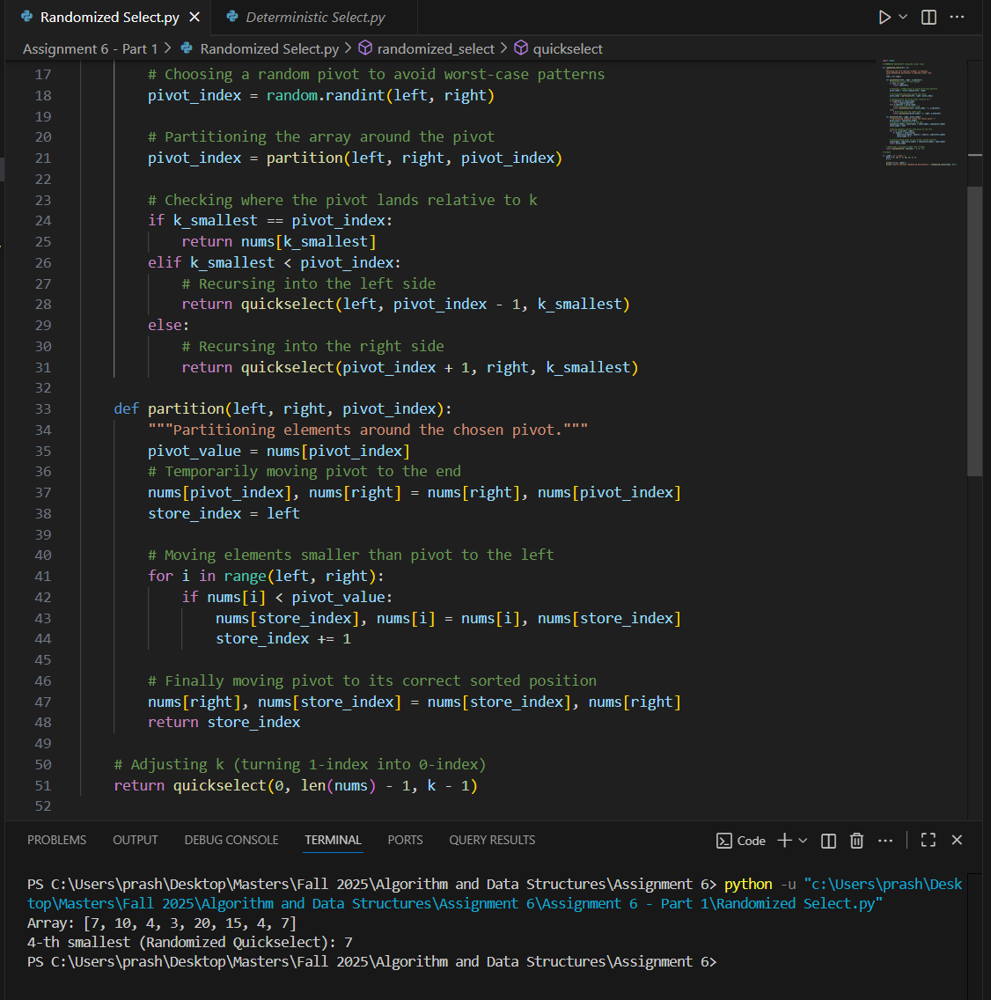 Randomized Select.py
Deterministic Select.py
Assignment 6 - Part 1 > Randomized Select.py > randomized_select > quickselect
17 # Choosing a random pivot to avoid worst-case patterns
18 pivot_index = random.randint(left, right)
19
20 # Partitioning the array around the pivot
21 pivot_index = partition(left, right, pivot_index)
22
23 # Checking where the pivot lands relative to k
24 if k_smallest == pivot_index:
25 return nums[k_smallest]
26 elif k_smallest < pivot_index:
27 # Recursing into the left side
28 return quickselect(left, pivot_index - 1, k_smallest)
29 else:
30 # Recursing into the right side
31 return quickselect(pivot_index + 1, right, k_smallest)
32
33 def partition(left, right, pivot_index):
34 """Partitioning elements around the chosen pivot."""
35 pivot_value = nums[pivot_index]
36 # Temporarily moving pivot to the end
37 nums[pivot_index], nums[right] = nums[right], nums[pivot_index]
38 store_index = left
39
40 # Moving elements smaller than pivot to the left
41 for i in range(left, right):
42 if nums[i] < pivot_value:
43 nums[store_index], nums[i] = nums[i], nums[store_index]
44 store_index += 1
45
46 # Finally moving pivot to its correct sorted position
47 nums[right], nums[store_index] = nums[store_index], nums[right]
48 return store_index
49
50 # Adjusting k (turning 1-index into 0-index)
51 return quickselect(0, len(nums) - 1, k - 1)
52
PROBLEMS OUTPUT DEBUG CONSOLE TERMINAL PORTS QUERY RESULTS Code
PS C:\Users\prash\Desktop\Masters\Fall 2025\Algorithm and Data Structures\Assignment 6> python -u "c:\Users\prash\Desk
top\Masters\Fall 2025\Algorithm and Data Structures\Assignment 6\Assignment 6 - Part 1\Randomized Select.py"
Array: [7, 10, 4, 3, 20, 15, 4, 7]
4-th smallest (Randomized Quickselect): 7
PS C:\Users\prash\Desktop\Masters\Fall 2025\Algorithm and Data Structures\Assignment 6>